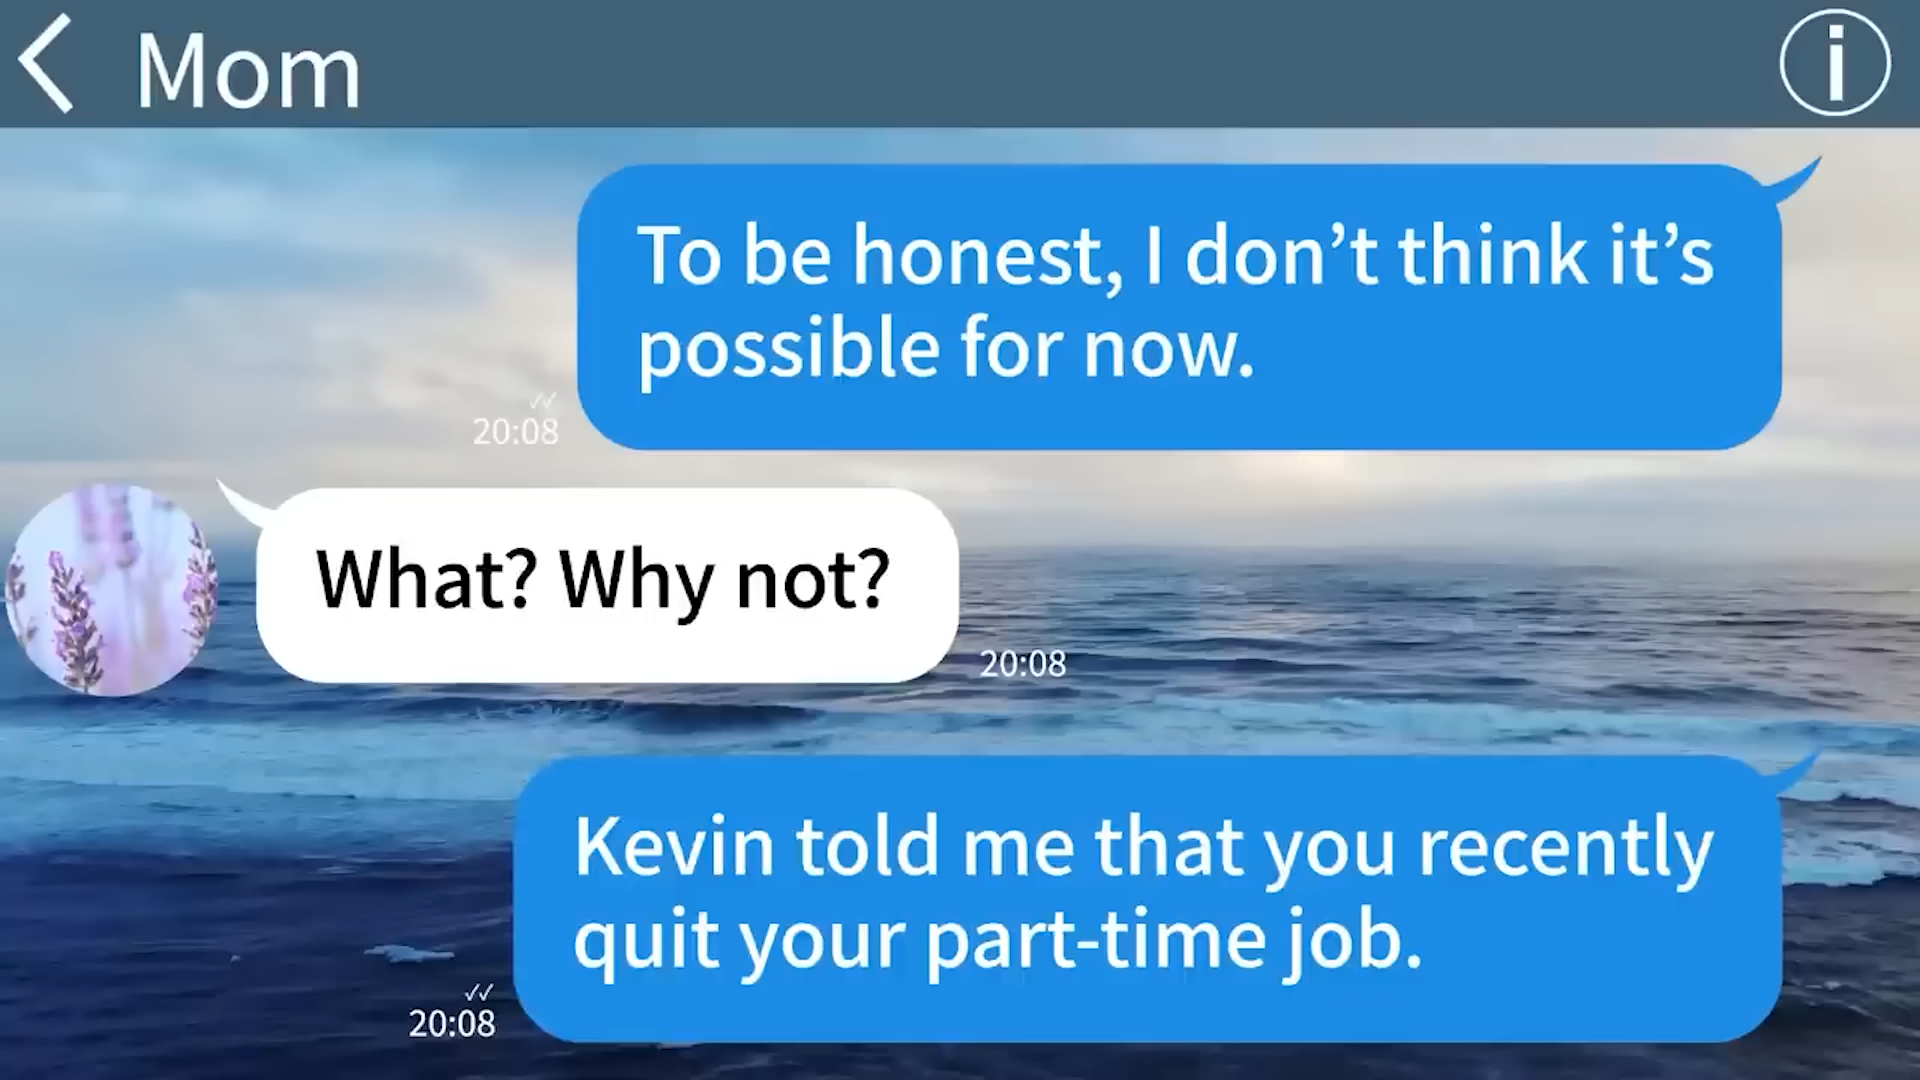 Mom
To be honest, I don’t think it’s
possible for now.
20:08
What? Why not?
20:08
Kevin told me that you recently
quit your part-time job.
20:08